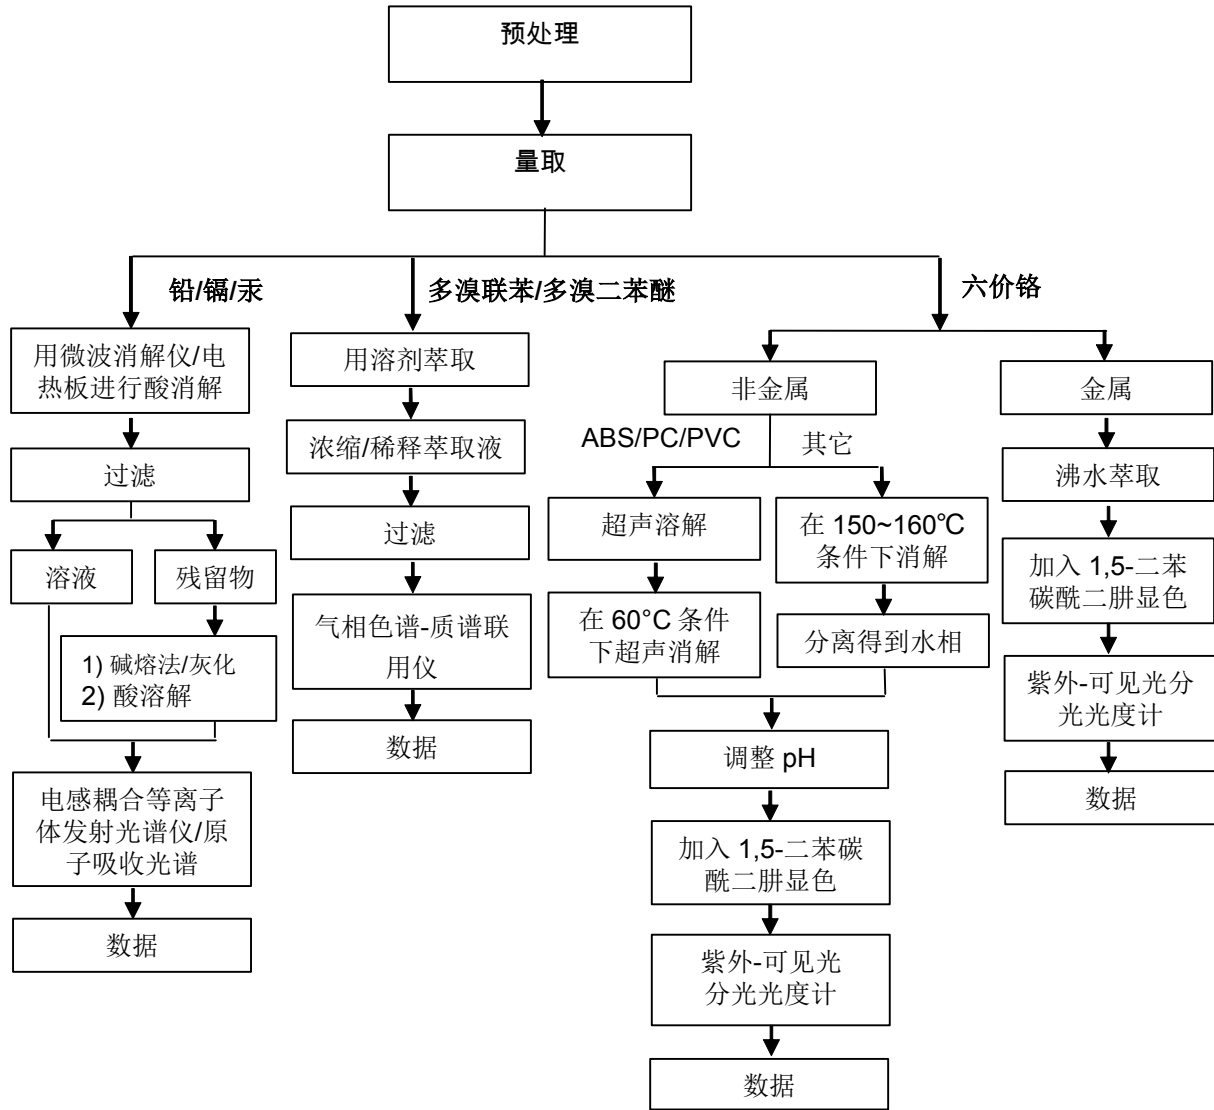 预处理
量取
铅/镉/汞
多溴联苯/多溴二苯醚
六价铬
用微波消解仪/电
热板进行酸消解
过滤
溶液
残留物
1) 碱熔法/灰化
2) 酸溶解
电感耦合等离子
体发射光谱仪/原
子吸收光谱
数据
用溶剂萃取
浓缩/稀释萃取液
过滤
气相色谱-质谱联
用仪
数据
非金属
ABS/PC/PVC
其它
超声溶解
在 60°C 条件
下超声消解
在 150~160℃
条件下消解
分离得到水相
调整 pH
加入 1,5-二苯碳
酰二肼显色
紫外-可见光
分光光度计
数据
金属
沸水萃取
加入 1,5-二苯
碳酰二肼显色
紫外-可见光分
光光度计
数据